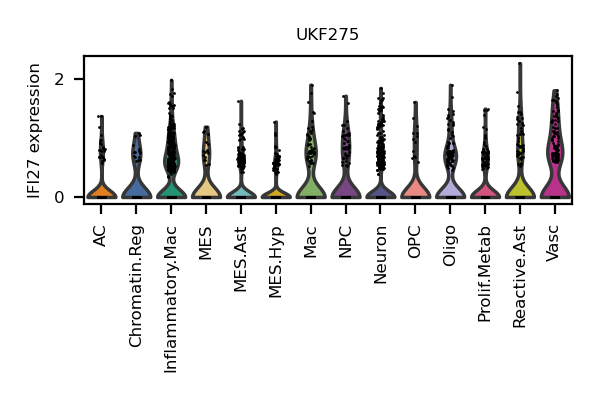 UKF275
IFI27 expression
2
0
AC
Chromatin.Reg
Inflammatory.Mac
MES
MES.Ast
MES.Hyp
Mac
NPC
Neuron
OPC
Oligo
Prolif.Metab
Reactive.Ast
Vasc